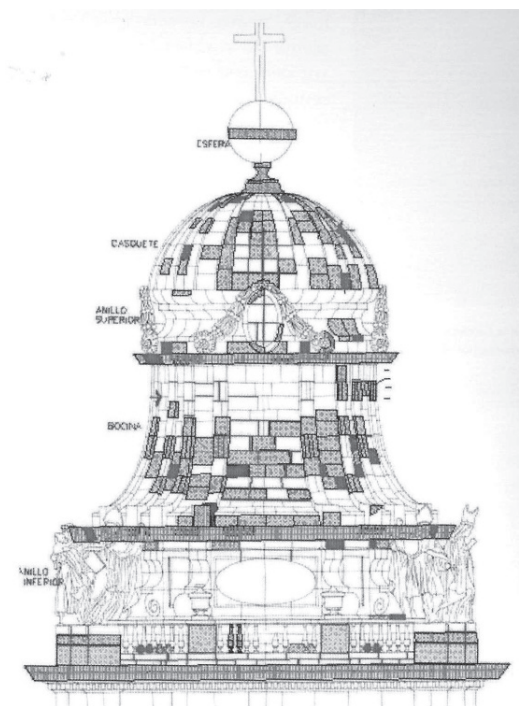 ESFERA
CASQUETE
ANILLO
SUPERIOR
BOCINA
ANILLO
INFERIOR